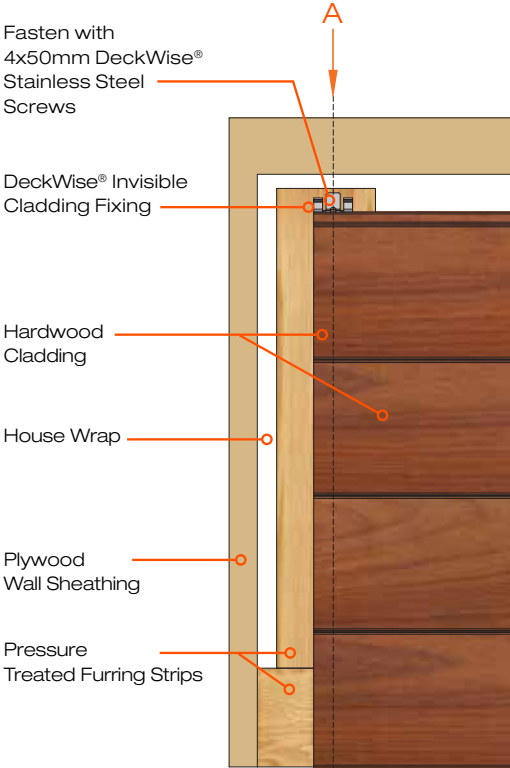 A
Fasten with
4x50mm DeckWise®
Stainless Steel
Screws
DeckWise® Invisible
Cladding Fixing
Hardwood
Cladding
House Wrap
Plywood
Wall Sheathing
Pressure
Treated Furring Strips